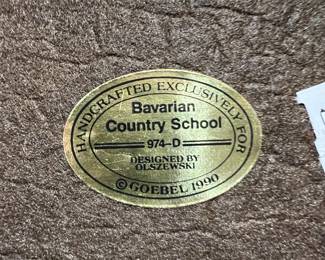 HANDCRAFTED EXCLUSIVELY FOR
Bavarian
Country School
974-D
DESIGNED BY
OLSZEWSKI
©GOEBEL 1990